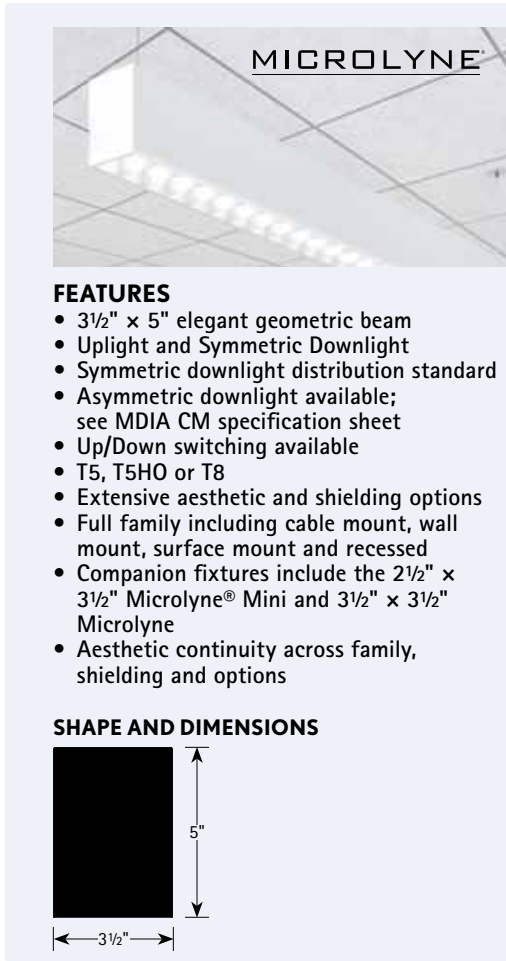 MICROLYNE®
FEATURES
• 3½" × 5" elegant geometric beam
• Uplight and Symmetric Downlight
• Symmetric downlight distribution standard
• Asymmetric downlight available;
see MDIA CM specification sheet
• Up/Down switching available
• T5, T5HO or T8
• Extensive aesthetic and shielding options
• Full family including cable mount, wall
mount, surface mount and recessed
• Companion fixtures include the 2½" ×
3½" Microlyne® Mini and 3½" × 3½"
Microlyne
• Aesthetic continuity across family,
shielding and options
SHAPE AND DIMENSIONS
5"
3½"